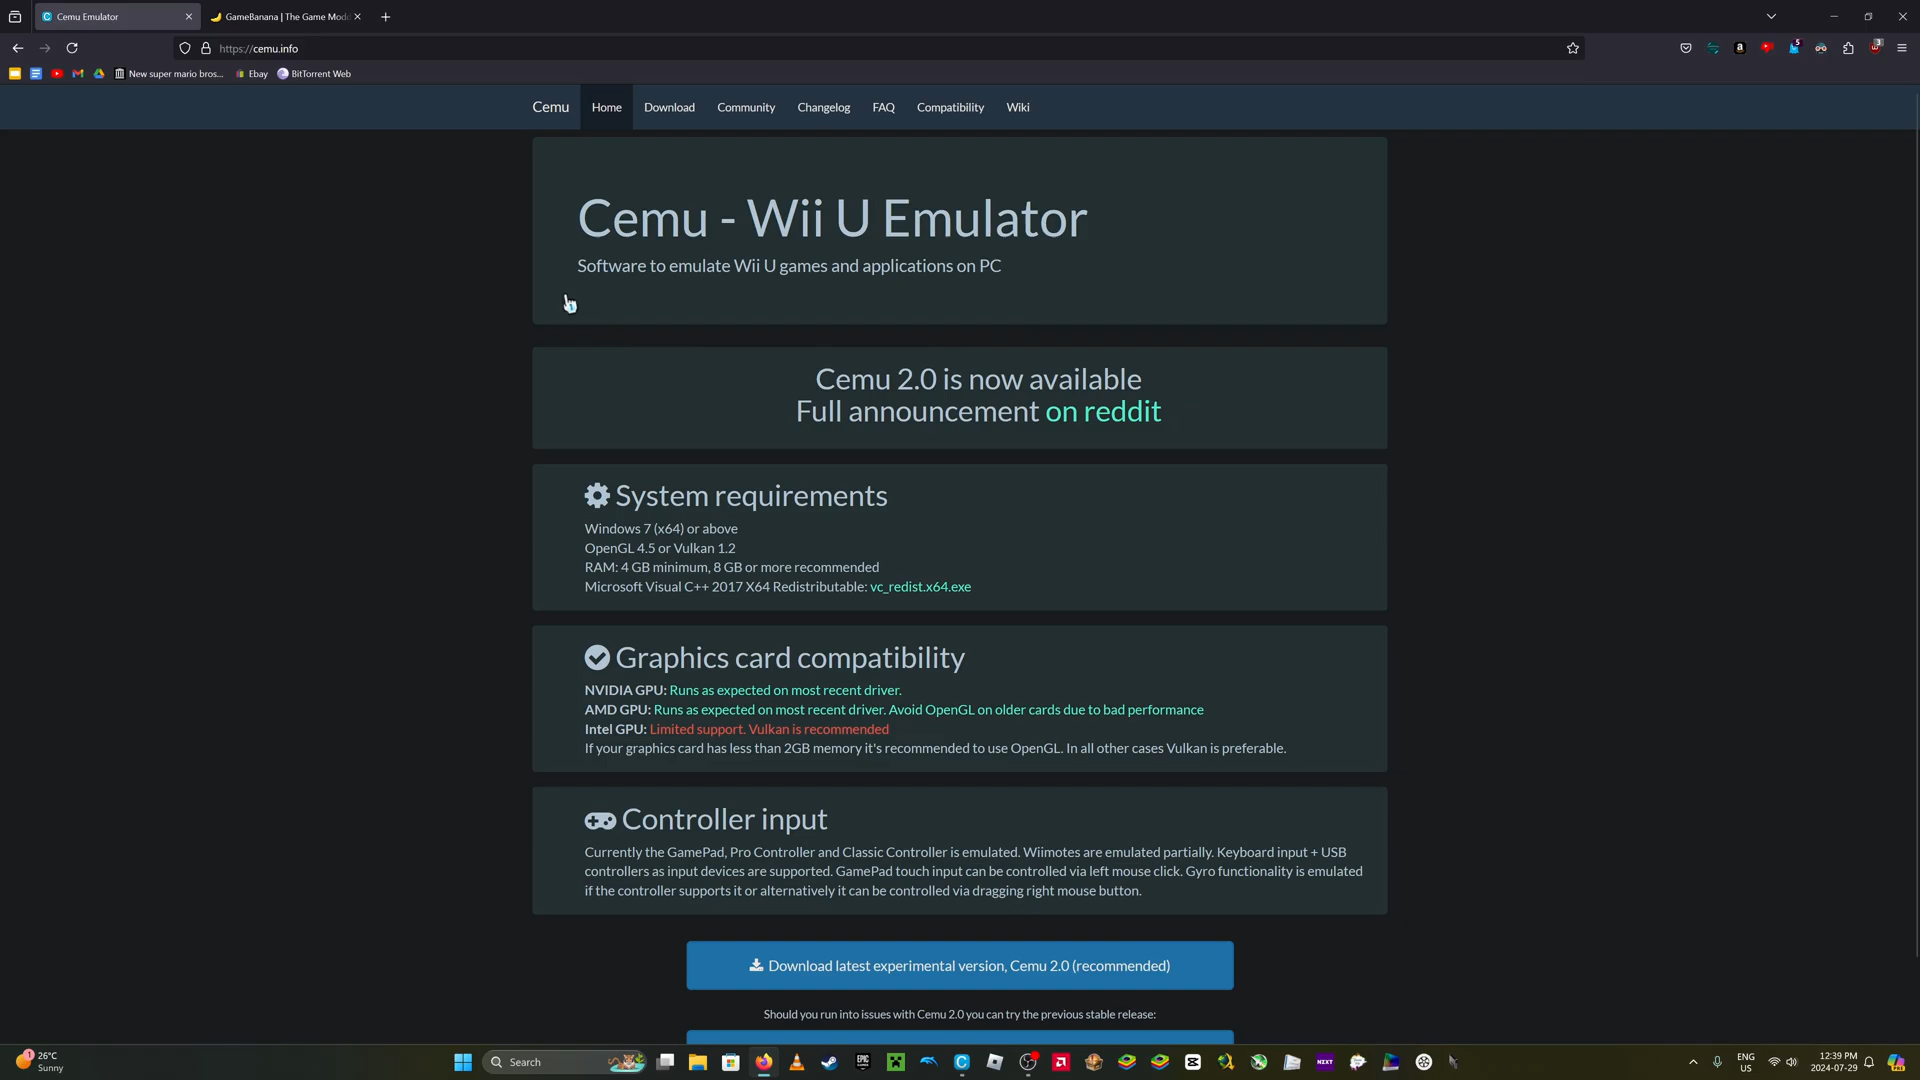 Cemu Emulator
GameBanana | The Game Modd
https://cemu.info
5
3
New super mario bros...
Ebay
BitTorrent Web
Cemu
Home
Download
Community
Changelog
FAQ
Compatibility
Wiki
Cemu - Wii U Emulator
Software to emulate Wii U games and applications on PC
Cemu 2.0 is now available
Full announcement on reddit
System requirements
Windows 7 (x64) or above
OpenGL 4.5 or Vulkan 1.2
RAM: 4 GB minimum, 8 GB or more recommended
Microsoft Visual C++ 2017 X64 Redistributable: vc_redist.x64.exe
Graphics card compatibility
NVIDIA GPU: Runs as expected on most recent driver.
AMD GPU: Runs as expected on most recent driver. Avoid OpenGL on older cards due to bad performance
Intel GPU: Limited support. Vulkan is recommended
If your graphics card has less than 2GB memory it's recommended to use OpenGL. In all other cases Vulkan is preferable.
Controller input
Currently the GamePad, Pro Controller and Classic Controller is emulated. Wiimotes are emulated partially. Keyboard input + USB
controllers as input devices are supported. GamePad touch input can be controlled via left mouse click. Gyro functionality is emulated
if the controller supports it or alternatively it can be controlled via dragging right mouse button.
Download latest experimental version, Cemu 2.0 (recommended)
Should you run into issues with Cemu 2.0 you can try the previous stable release:
1
26°C
Sunny
Search
ENG
US
12:39 PM
2024-07-29